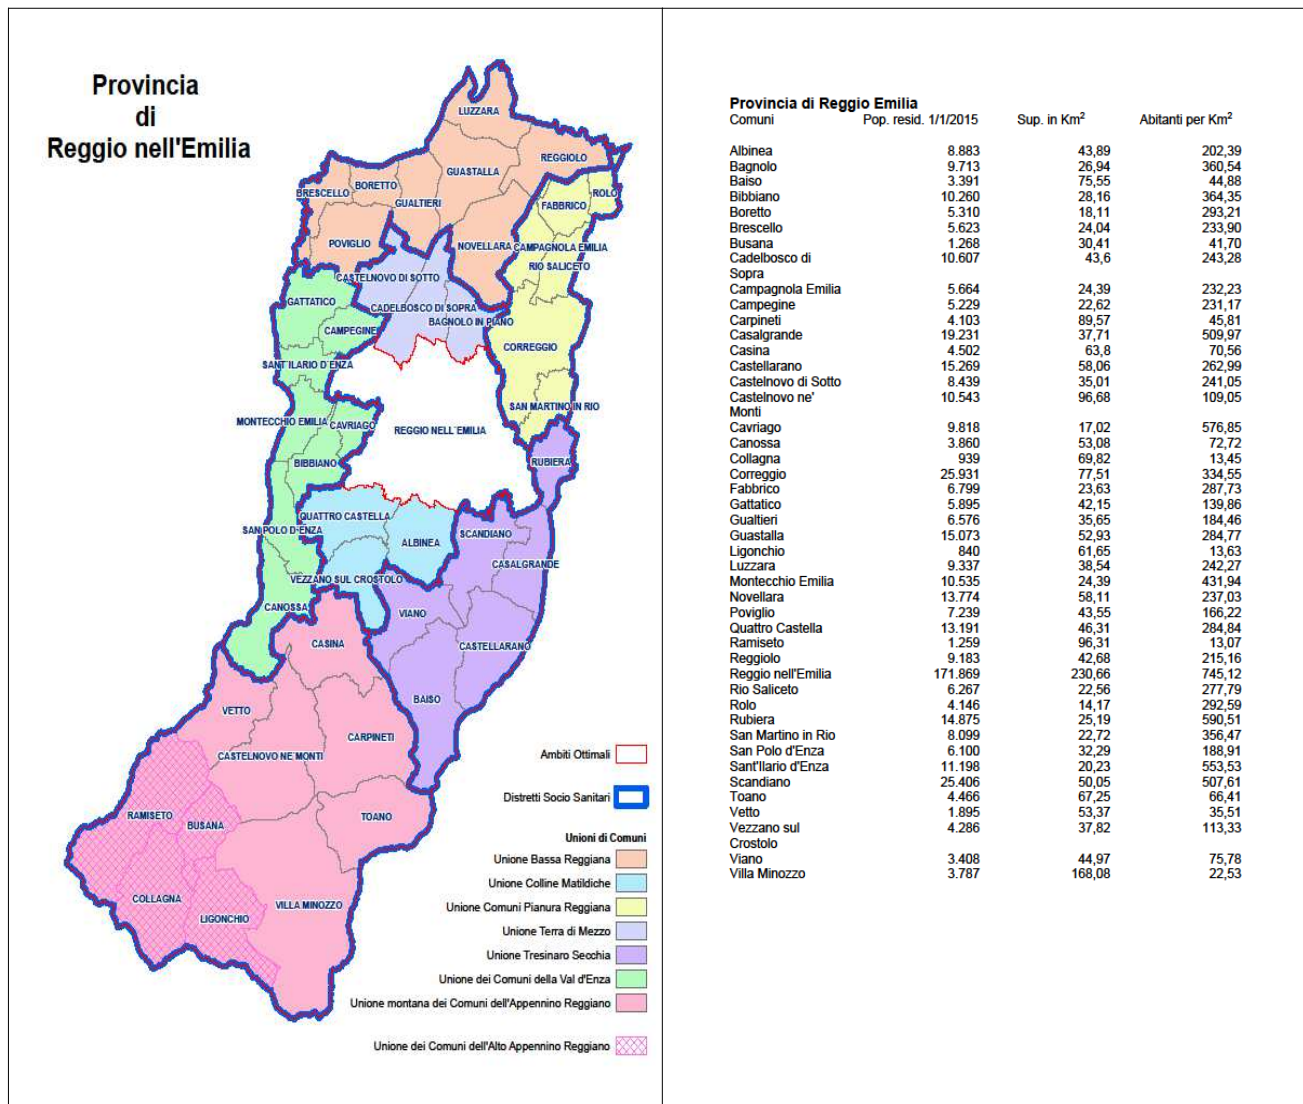 Provincia
di
Reggio nell'Emilia
LUZZARA
REGGIOLO
GUASTALLA
BORETTO
BRESCELLO
ROLO
GUALTIERI
FABBRICO
POVIGLIO
NOVELLARA
CAMPAGNOLA EMILIA
RIO SALICETO
CASTELNOVO DI SOTTO
GATTATICO
CADELBOSCO DI SOPRA
BAGNOLO IN PIANO
CAMPEGINE
CORREGGIO
SANT'ILARIO D'ENZA
SAN MARTINO IN RIO
MONTECCHIO EMILIA
CAVRIAGO
REGGIO NELL'EMILIA
BIBBIANO
RUBIERA
QUATTRO CASTELLA
SAN POLO D'ENZA
ALBINEA
SCANDIANO
CASALGRANDE
VEZZANO SUL CROSTOLO
CANOSSA
VIANO
CASINA
CASTELLARANO
BAISO
VETTO
CARPINETI
CASTELNOVO NE MONTI
RAMISETO
BUSANA
TOANO
COLLAGNA
LIGONCHIO
VILLA MINOZZO
Ambiti Ottimali
Distretti Socio Sanitari
Unioni di Comuni
Unione Bassa Reggiana
Unione Colline Matildiche
Unione Comuni Pianura Reggiana
Unione Terra di Mezzo
Unione Tresinaro Secchia
Unione dei Comuni della Val d'Enza
Unione montana dei Comuni dell'Appennino Reggiano
Unione dei Comuni dell'Alto Appennino Reggiano
Provincia di Reggio Emilia
Comuni Pop. resid. 1/1/2015 Sup. in Km² Abitanti per Km²
Albinea 8.883 43,89 202,39
Bagnolo 9.713 26,94 360,54
Baiso 3.391 75,55 44,88
Bibbiano 10.260 28,16 364,35
Boretto 5.310 18,11 293,21
Brescello 5.623 24,04 233,90
Busana 1.268 30,41 41,70
Cadelbosco di 10.607 43,6 243,28
Sopra
Campagnola Emilia 5.664 24,39 232,23
Campegine 5.229 22,62 231,17
Carpineti 4.103 89,57 45,81
Casalgrande 19.231 37,71 509,97
Casina 4.502 63,8 70,56
Castellarano 15.269 58,06 262,99
Castelnovo di Sotto 8.439 35,01 241,05
Castelnovo ne' 10.543 96,68 109,05
Monti
Cavriago 9.818 17,02 576,85
Canossa 3.860 53,08 72,72
Collagna 939 69,82 13,45
Correggio 25.931 77,51 334,55
Fabbrico 6.799 23,63 287,73
Gattatico 5.895 42,15 139,86
Gualtieri 6.576 35,65 184,46
Guastalla 15.073 52,93 284,77
Ligonchio 840 61,65 13,63
Luzzara 9.337 38,54 242,27
Montecchio Emilia 10.535 24,39 431,94
Novellara 13.774 58,11 237,03
Poviglio 7.239 43,55 166,22
Quattro Castella 13.191 46,31 284,84
Ramiseto 1.259 96,31 13,07
Reggiolo 9.183 42,68 215,16
Reggio nell'Emilia 171.869 230,66 745,12
Rio Saliceto 6.267 22,56 277,79
Rolo 4.146 14,17 292,59
Rubiera 14.875 25,19 590,51
San Martino in Rio 8.099 22,72 356,47
San Polo d'Enza 6.100 32,29 188,91
Sant'Ilario d'Enza 11.198 20,23 553,53
Scandiano 25.406 50,05 507,61
Toano 4.466 67,25 66,41
Vetto 1.895 53,37 35,51
Vezzano sul 4.286 37,82 113,33
Crostolo
Viano 3.408 44,97 75,78
Villa Minozzo 3.787 168,08 22,53